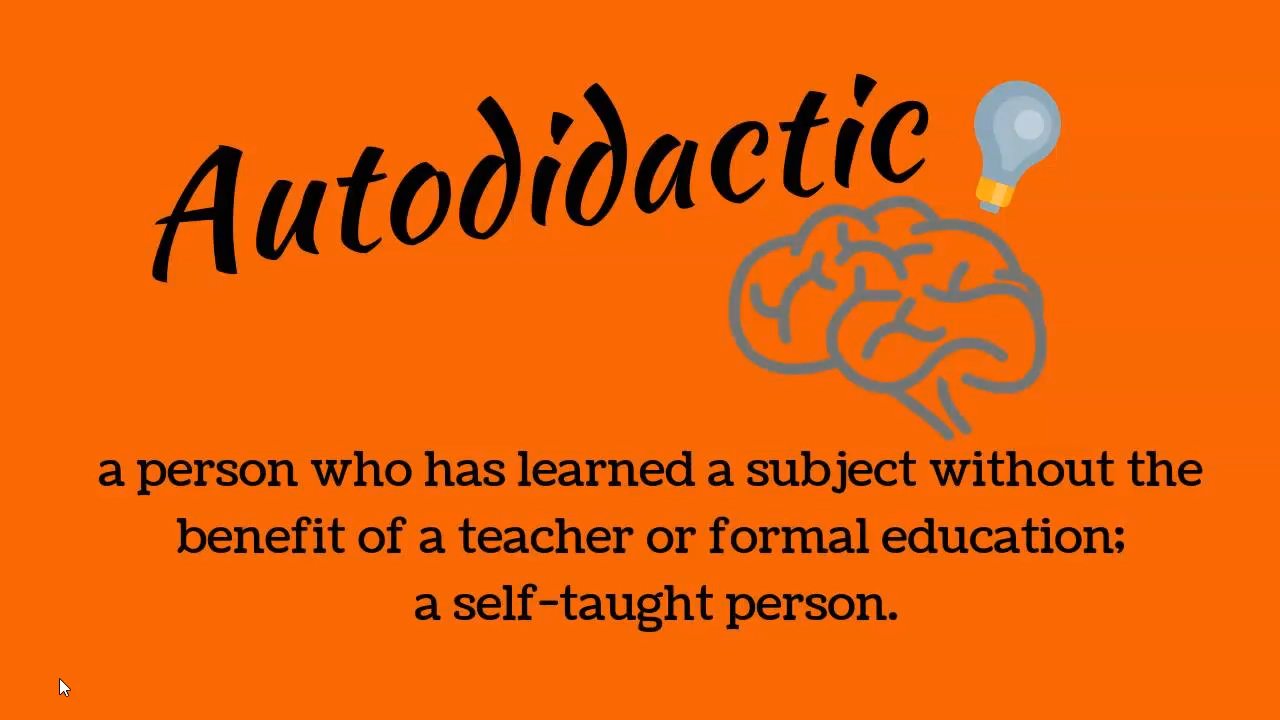 Autodidactic
a person who has learned a subject without the
benefit of a teacher or formal education;
a self-taught person.